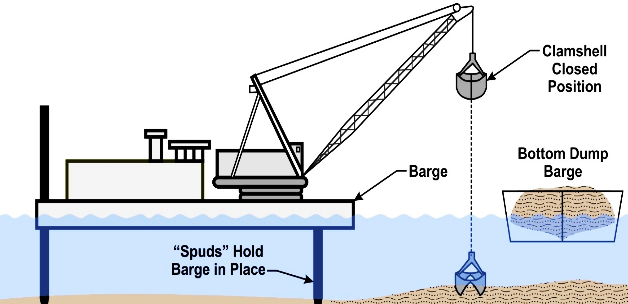 Clamshell
Closed
Position
Bottom Dump
Barge
Barge
“Spuds” Hold
Barge in Place